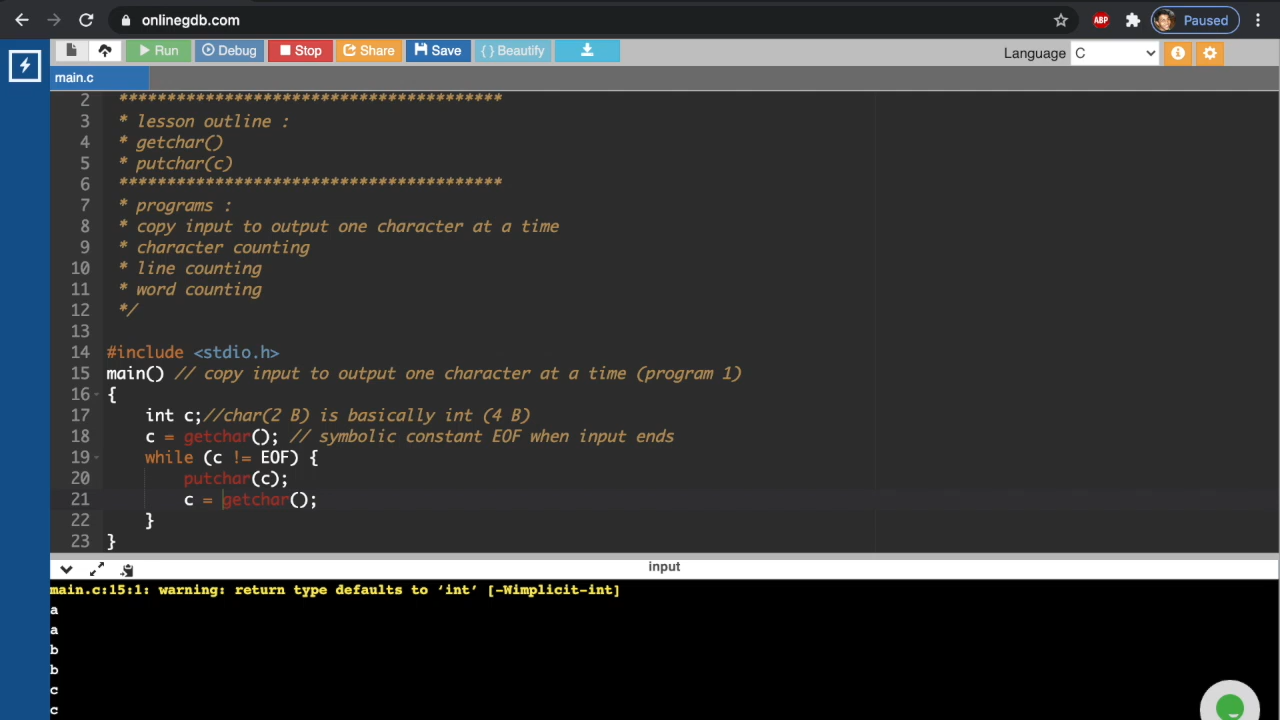 onlinegdb.com
ABP
Paused
Run
Debug
Stop
Share
Save
{ } Beautify
Language
C
main.c
2 ****************************************
3 * lesson outline :
4 * getchar()
5 * putchar(c)
6 ****************************************
7 * programs :
8 * copy input to output one character at a time
9 * character counting
10 * line counting
11 * word counting
12 */
13
14 #include <stdio.h>
15 main() // copy input to output one character at a time (program 1)
16 {
17 int c;//char(2 B) is basically int (4 B)
18 c = getchar(); // symbolic constant EOF when input ends
19 while (c != EOF) {
20 putchar(c);
21 c = getchar();
22 }
23 }
input
main.c:15:1: warning: return type defaults to ‘int’ [-Wimplicit-int]
a
a
b
b
c
c